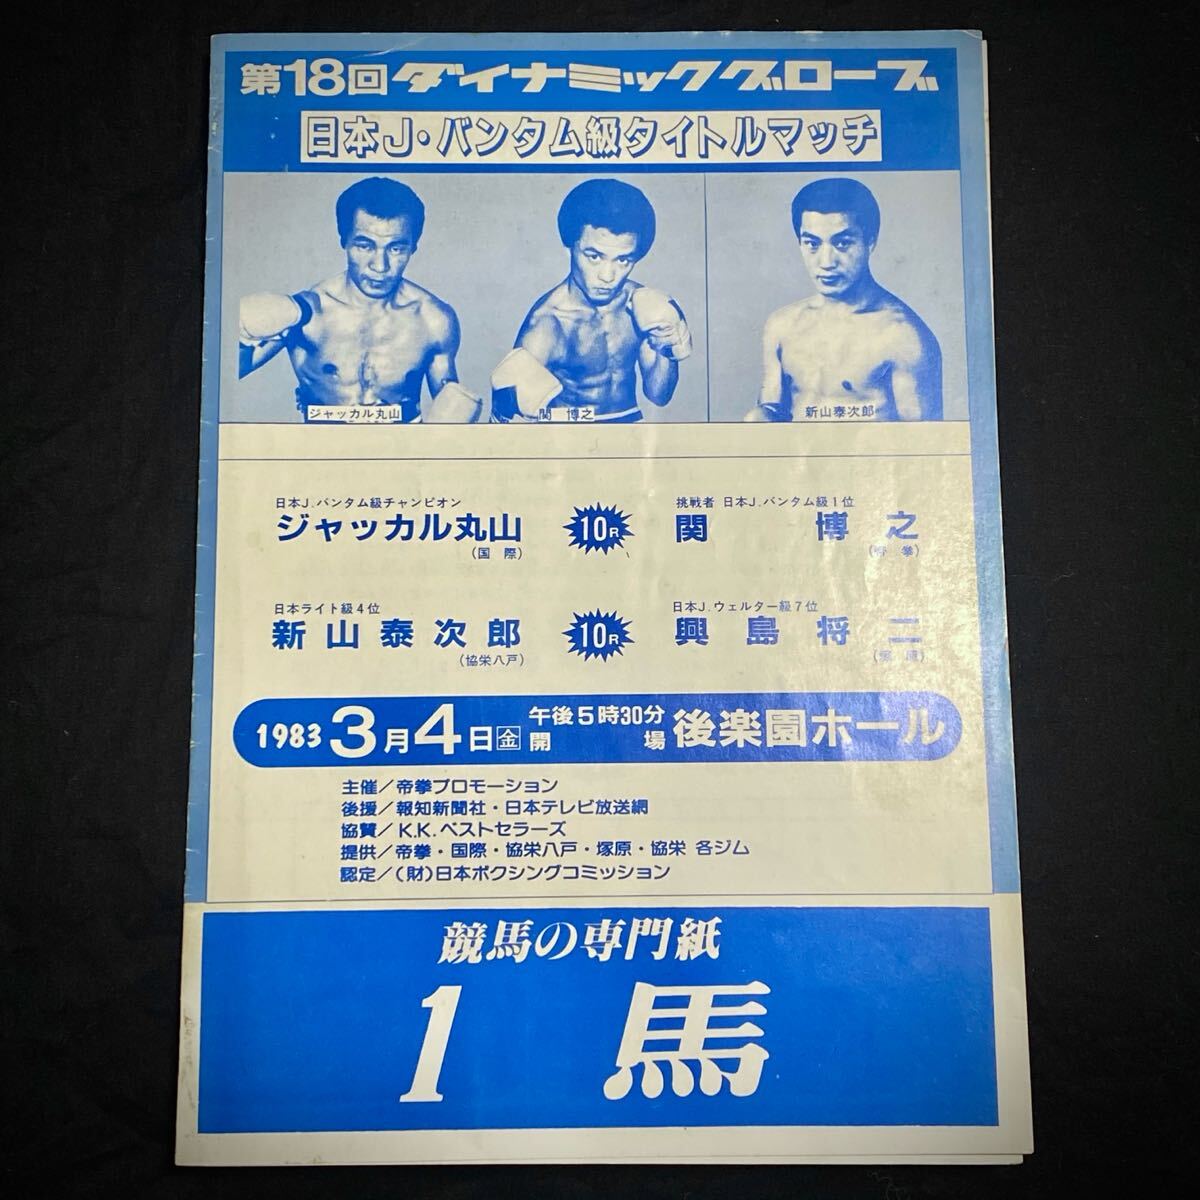 第18回ダイナミックグローブ
日本J・バンタム級タイトルマッチ
ジャッカル丸山
関 博之
新山泰次郎
日本J.バンタム級チャンピオン
ジャッカル丸山
(国際)
10R
挑戦者 日本J.バンタム級1位
関 博之
日本ライト級4位
新山泰次郎
(協栄八戸)
10R
日本J.ウェルター級7位
興島将二
1983 3月4日金 午後5時30分開場 後楽園ホール
主催/帝拳プロモーション
後援/報知新聞社・日本テレビ放送網
協賛/K.K.ベストセラーズ
提供/帝拳・国際・協栄八戸・塚原・協栄 各ジム
認定/(財)日本ボクシングコミッション
競馬の専門紙
1馬